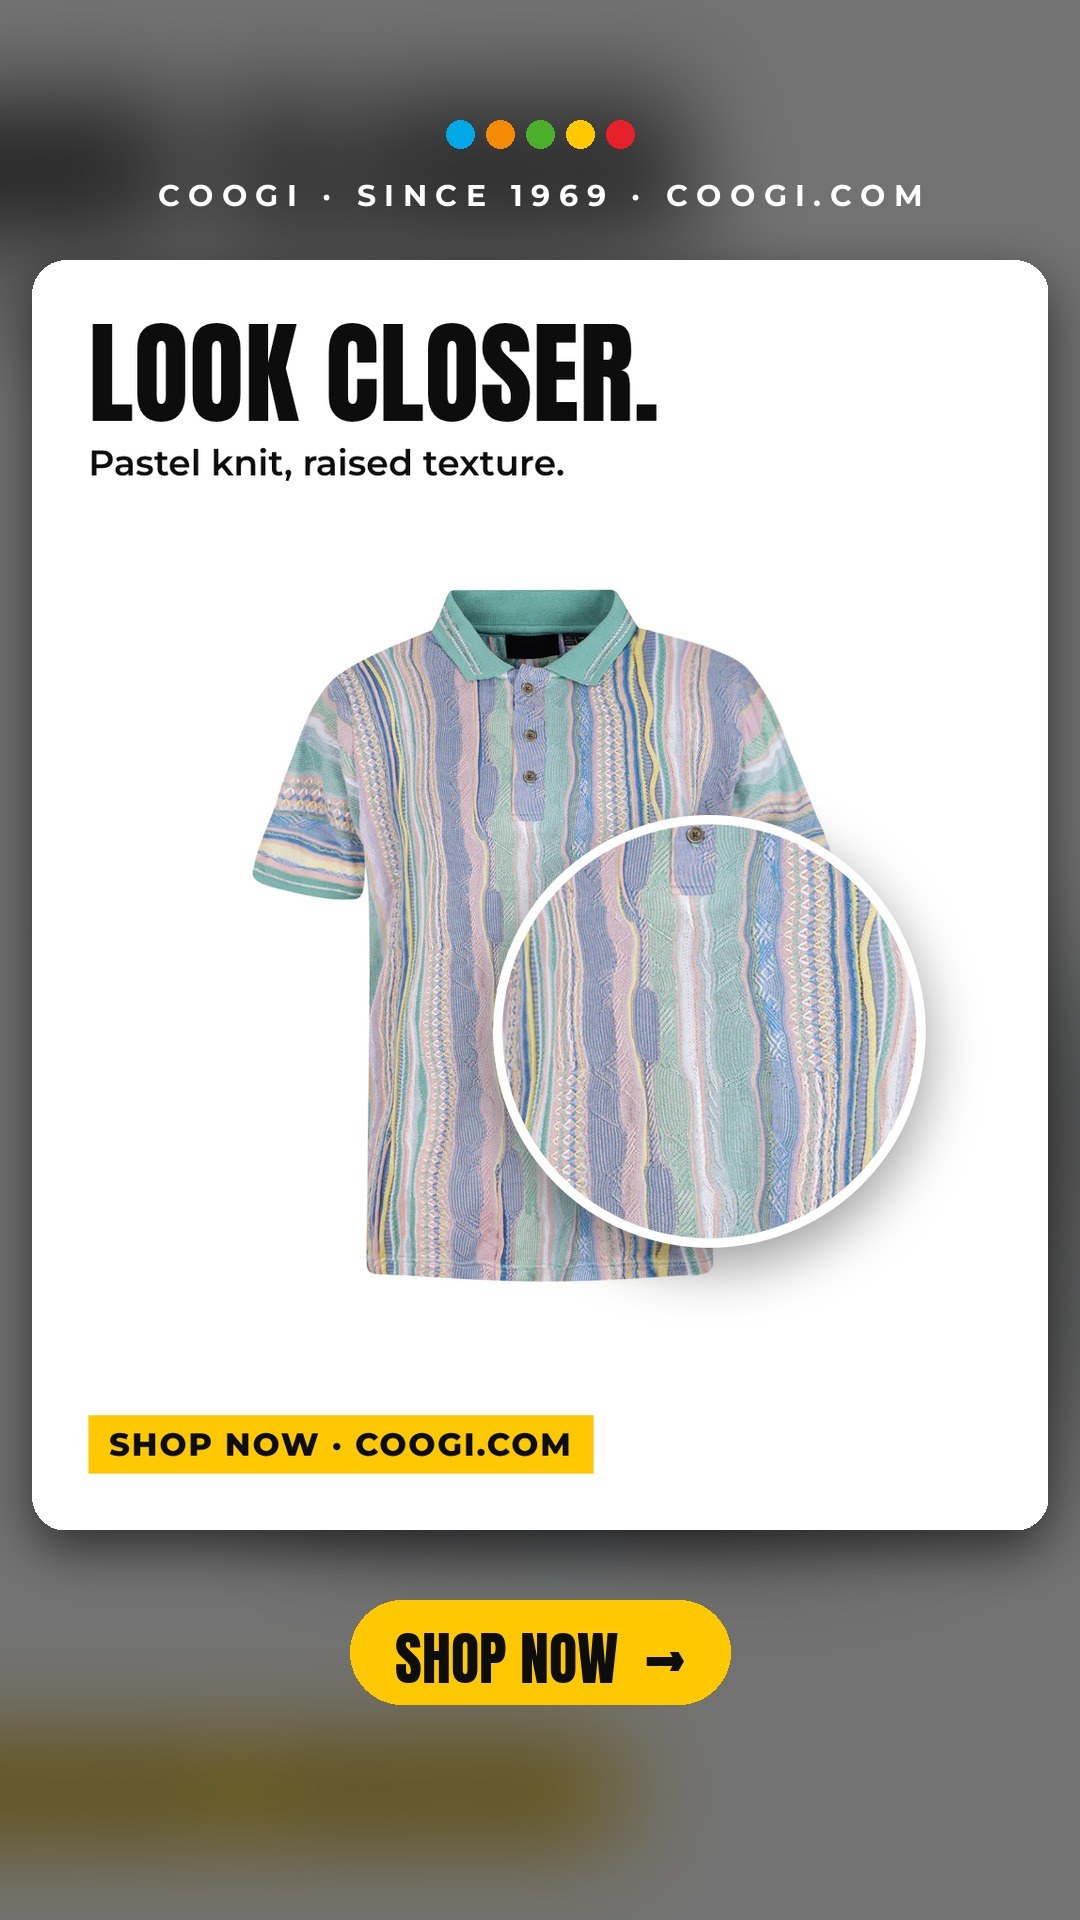 COOGI · SINCE 1969 · COOGI.COM
LOOK CLOSER.
Pastel knit, raised texture.
SHOP NOW · COOGI.COM
SHOP NOW →